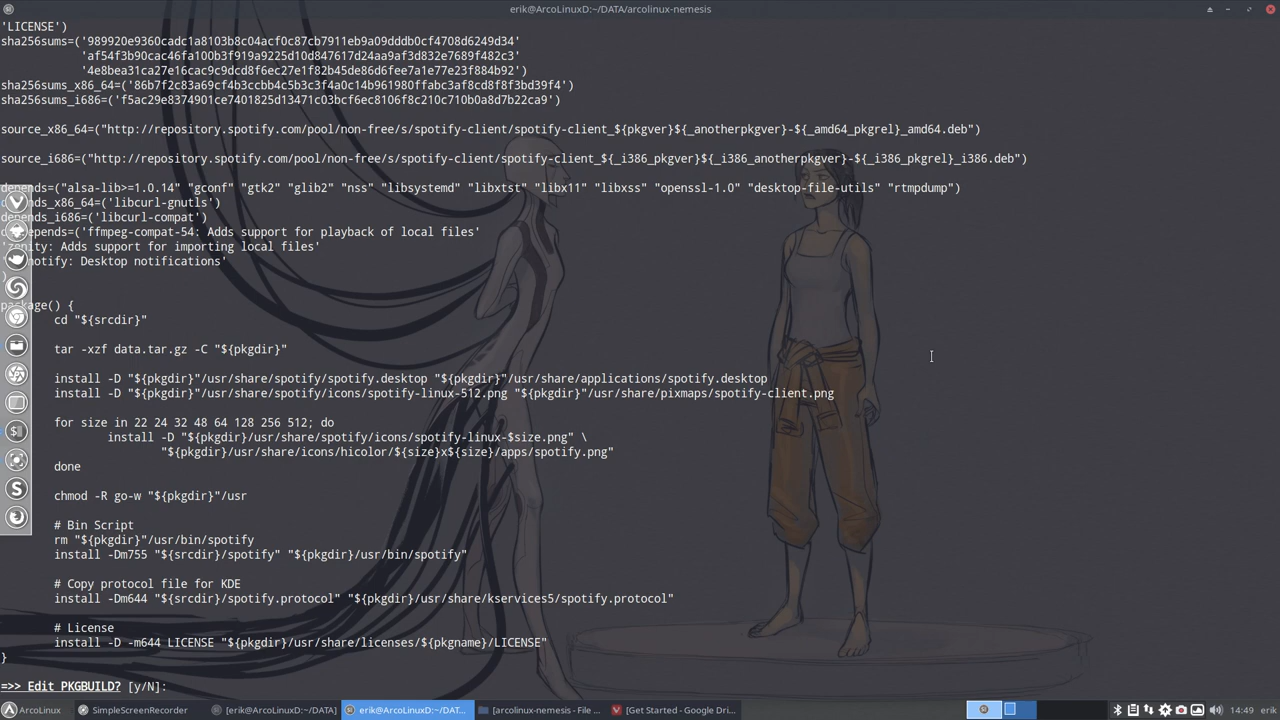 erik@ArcoLinuxD:~/DATA/arcolinux-nemesis
'LICENSE')
sha256sums=('989920e9360cadc1a8103b8c04acf0c87cb7911eb9a09dddb0cf4708d6249d34'
'af54f3b90cac46fa100b3f919a9225d10d847617d24aa9af3d832e7689f482c3'
'4e8bea31ca27e16cac9c9dcd8f6ec27e1f82b45de86d6fee7a1e77e23f884b92')
sha256sums_x86_64=('86b7f2c83a69cf4b3ccbb4c5b3c3f4a0c14b961980ffabc3af8cd8f8f3bd39f4')
sha256sums_i686=('f5ac29e8374901ce7401825d13471c03bcf6ec8106f8c210c710b0a8d7b22ca9')
source_x86_64=("http://repository.spotify.com/pool/non-free/s/spotify-client/spotify-client_${pkgver}${_anotherpkgver}-${_amd64_pkgrel}_amd64.deb")
source_i686=("http://repository.spotify.com/pool/non-free/s/spotify-client/spotify-client_${_i386_pkgver}${_i386_anotherpkgver}-${_i386_pkgrel}_i386.deb")
depends=("alsa-lib>=1.0.14" "gconf" "gtk2" "glib2" "nss" "libsystemd" "libxtst" "libx11" "libxss" "openssl-1.0" "desktop-file-utils" "rtmpdump")
depends_x86_64=('libcurl-gnutls')
depends_i686=('libcurl-compat')
epends=('ffmpeg-compat-54: Adds support for playback of local files'
'zenity: Adds support for importing local files'
notify: Desktop notifications'
)
package() {
cd "${srcdir}"
tar -xzf data.tar.gz -C "${pkgdir}"
install -D "${pkgdir}"/usr/share/spotify/spotify.desktop "${pkgdir}"/usr/share/applications/spotify.desktop
install -D "${pkgdir}"/usr/share/spotify/icons/spotify-linux-512.png "${pkgdir}"/usr/share/pixmaps/spotify-client.png
for size in 22 24 32 48 64 128 256 512; do
install -D "${pkgdir}/usr/share/spotify/icons/spotify-linux-$size.png" \
"${pkgdir}/usr/share/icons/hicolor/${size}x${size}/apps/spotify.png"
done
chmod -R go-w "${pkgdir}"/usr
# Bin Script
rm "${pkgdir}"/usr/bin/spotify
install -Dm755 "${srcdir}/spotify" "${pkgdir}/usr/bin/spotify"
# Copy protocol file for KDE
install -Dm644 "${srcdir}/spotify.protocol" "${pkgdir}/usr/share/kservices5/spotify.protocol"
# License
install -D -m644 LICENSE "${pkgdir}/usr/share/licenses/${pkgname}/LICENSE"
}
=>> Edit PKGBUILD? [y/N]:
ArcoLinux SimpleScreenRecorder [erik@ArcoLinuxD:~/DATA] erik@ArcoLinuxD:~/DAT... [arcolinux-nemesis - File ... [Get Started - Google Dri... 14:49 erik